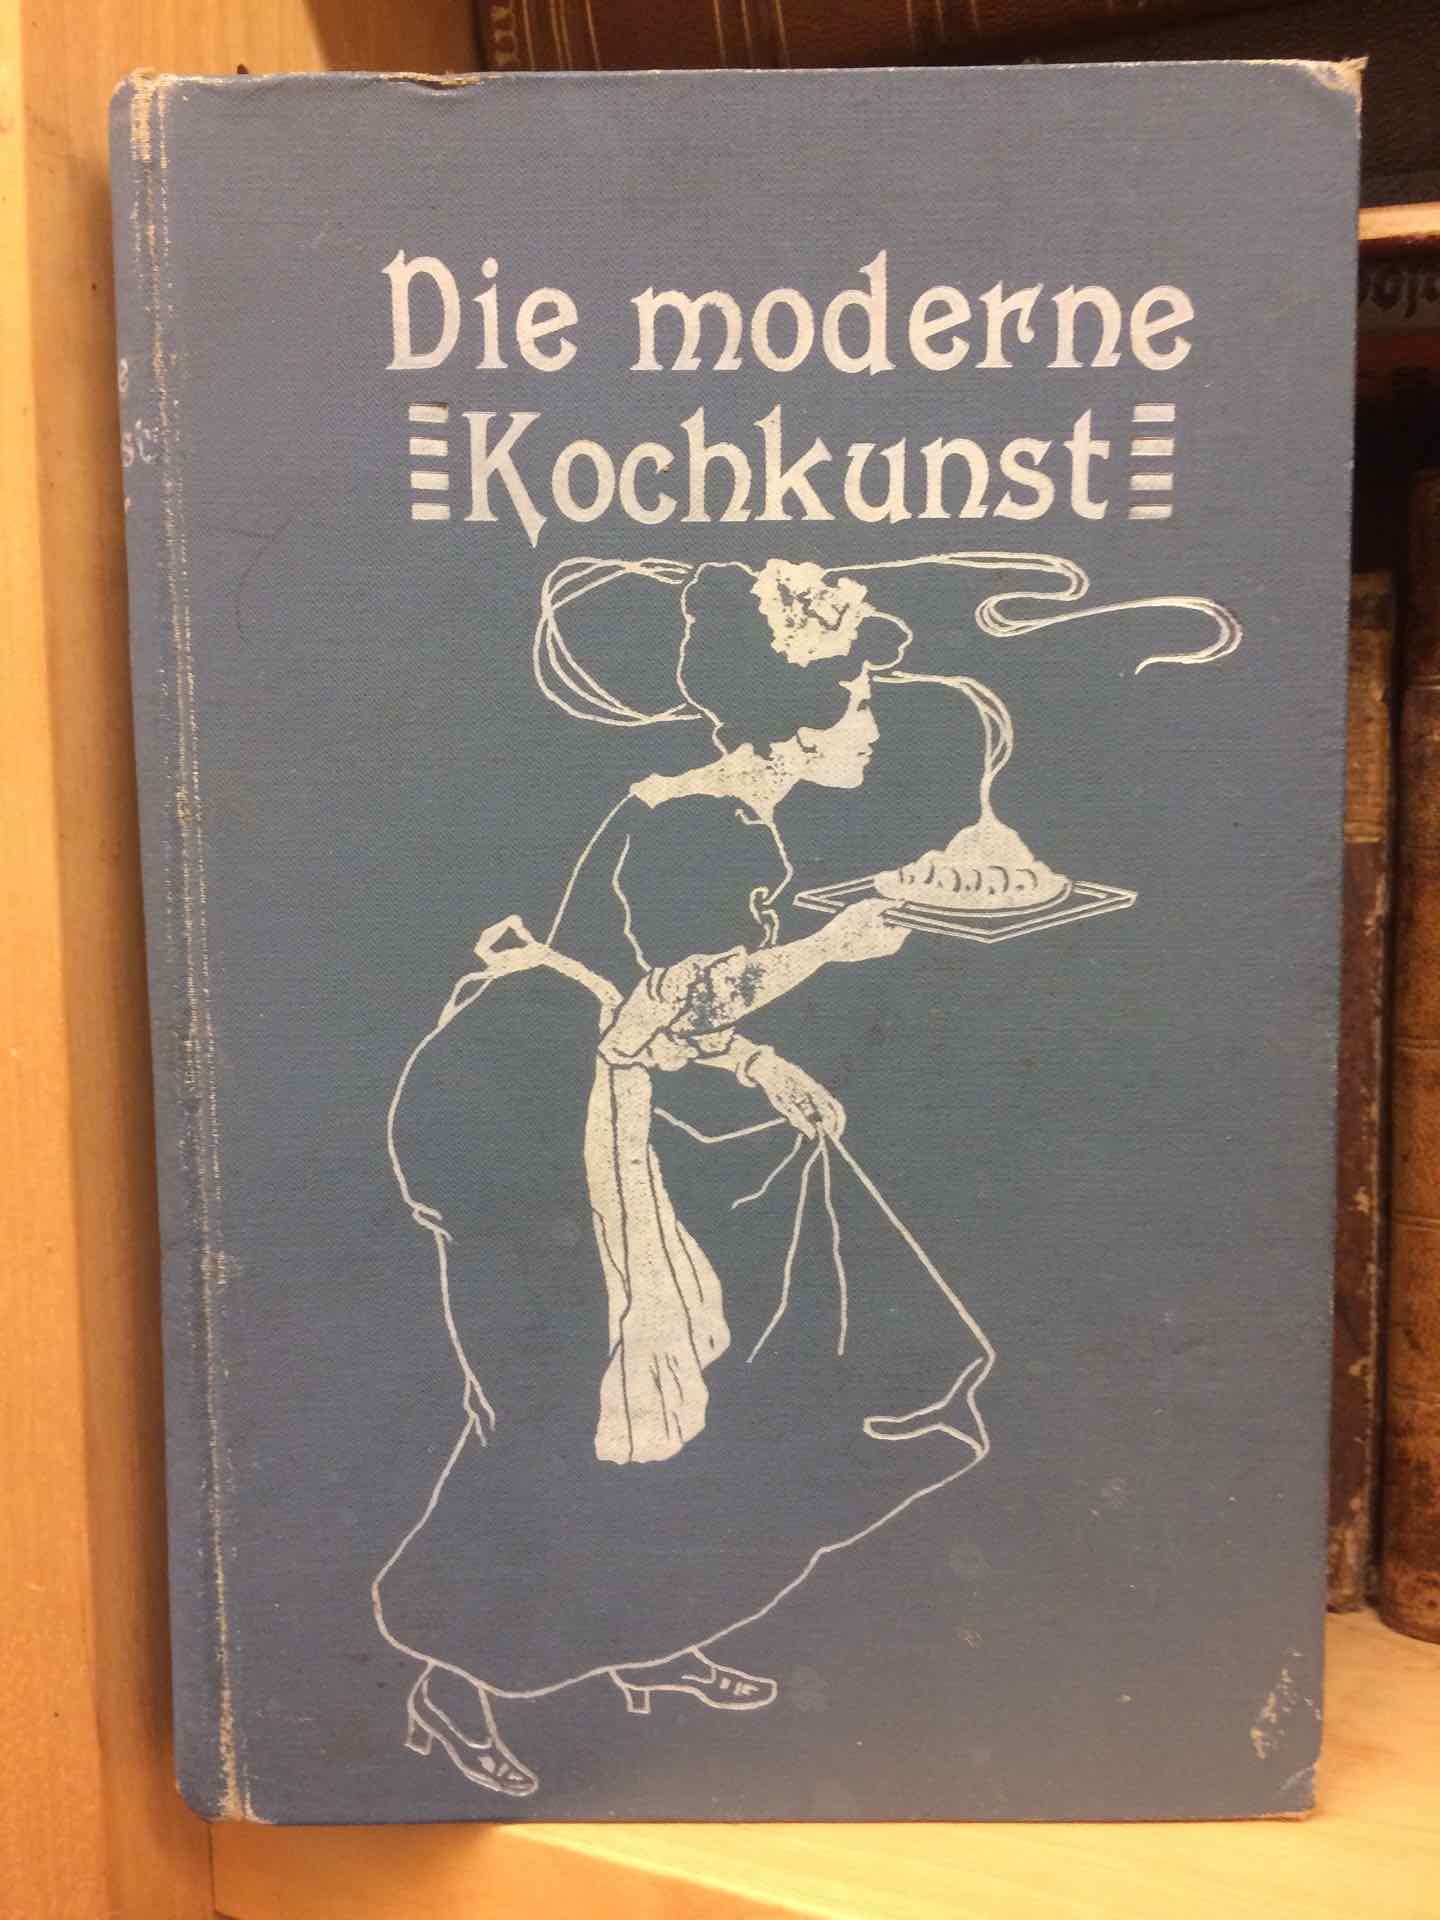 Die moderne
Kochkunst